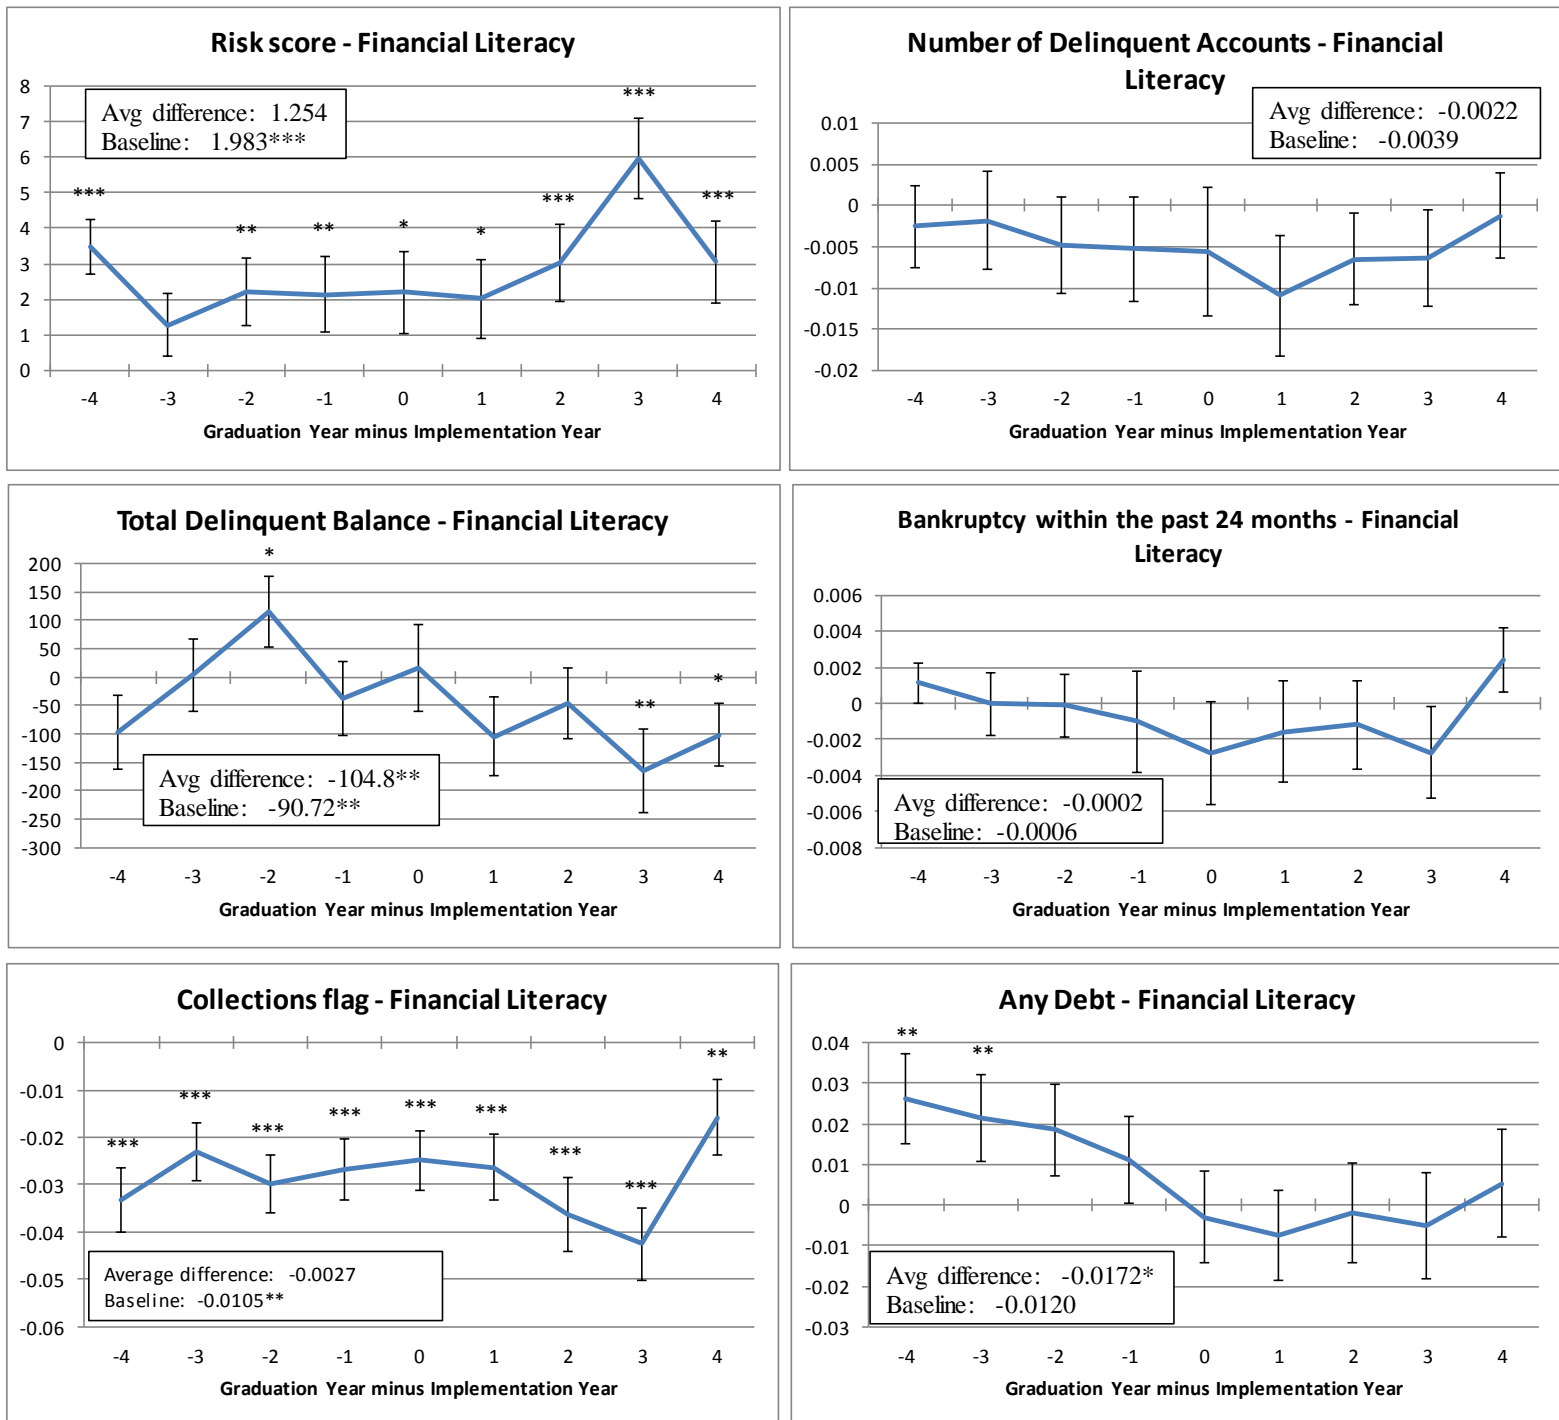 Risk score - Financial Literacy
Avg difference: 1.254
Baseline: 1.983***
8
7
6
5
4
3
2
1
0
***
**
**
*
*
***
***
***
-4 -3 -2 -1 0 1 2 3 4
Graduation Year minus Implementation Year
Number of Delinquent Accounts - Financial
Literacy
Avg difference: -0.0022
Baseline: -0.0039
0.01
0.005
0
-0.005
-0.01
-0.015
-0.02
-4 -3 -2 -1 0 1 2 3 4
Graduation Year minus Implementation Year
Total Delinquent Balance - Financial Literacy
200
150
100
50
0
-50
-100
-150
-200
-250
-300
*
**
*
Avg difference: -104.8**
Baseline: -90.72**
-4 -3 -2 -1 0 1 2 3 4
Graduation Year minus Implementation Year
Bankruptcy within the past 24 months - Financial
Literacy
0.006
0.004
0.002
0
-0.002
-0.004
-0.006
-0.008
Avg difference: -0.0002
Baseline: -0.0006
-4 -3 -2 -1 0 1 2 3 4
Graduation Year minus Implementation Year
Collections flag - Financial Literacy
0
-0.01
-0.02
-0.03
-0.04
-0.05
-0.06
***
***
***
***
***
***
***
***
**
Average difference: -0.0027
Baseline: -0.0105**
-4 -3 -2 -1 0 1 2 3 4
Graduation Year minus Implementation Year
Any Debt - Financial Literacy
0.04
0.03
0.02
0.01
0
-0.01
-0.02
-0.03
**
**
Avg difference: -0.0172*
Baseline: -0.0120
-4 -3 -2 -1 0 1 2 3 4
Graduation Year minus Implementation Year